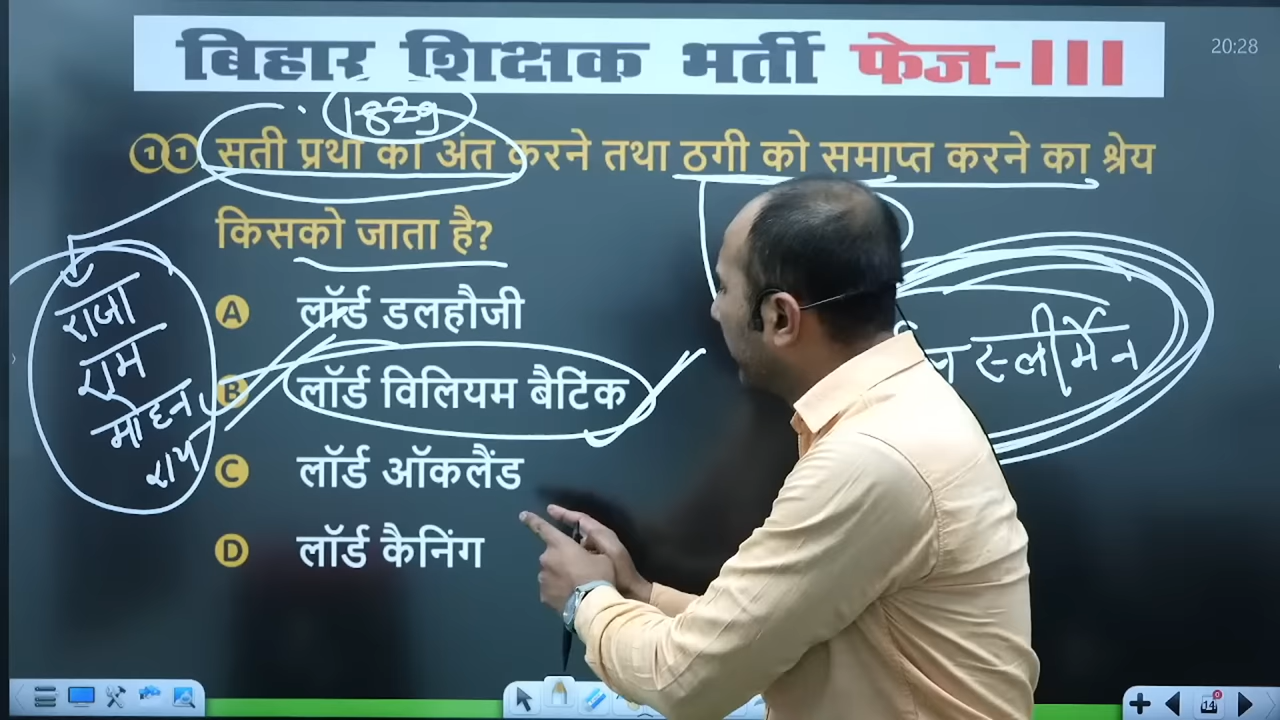 बिहार शिक्षक भर्ती फेज-III
20:28
1829
11 सती प्रथा का अंत करने तथा ठगी को समाप्त करने का श्रेय
किसको जाता है?
A लॉर्ड डलहौजी
B लॉर्ड विलियम बैटिंक
C लॉर्ड ऑकलैंड
D लॉर्ड कैनिंग
राजा
राम
मोहन
राय
स्लीमैन
14